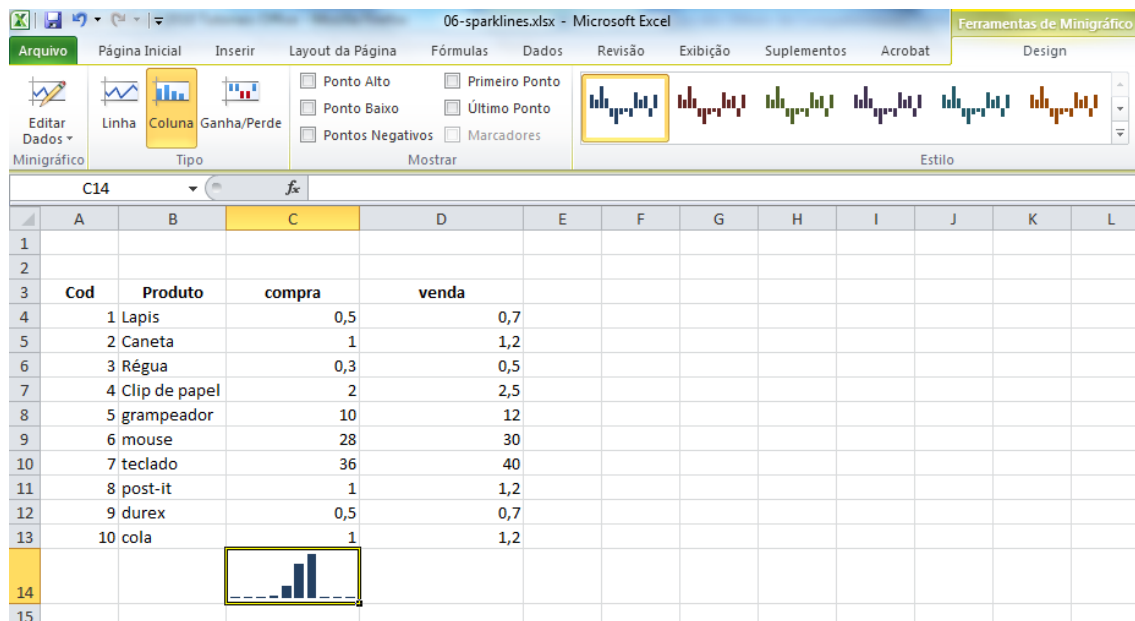 06-sparklines.xlsx - Microsoft Excel
Ferramentas de Minigráfico
Arquivo Página Inicial Inserir Layout da Página Fórmulas Dados Revisão Exibição Suplementos Acrobat Design
Editar Dados
Linha Coluna Ganha/Perde
Ponto Alto Primeiro Ponto
Ponto Baixo Último Ponto
Pontos Negativos Marcadores
Minigráfico Tipo Mostrar Estilo
C14 fx
A B C D E F G H I J K L
1
2
3 Cod Produto compra venda
4 1 Lapis 0,5 0,7
5 2 Caneta 1 1,2
6 3 Régua 0,3 0,5
7 4 Clip de papel 2 2,5
8 5 grampeador 10 12
9 6 mouse 28 30
10 7 teclado 36 40
11 8 post-it 1 1,2
12 9 durex 0,5 0,7
13 10 cola 1 1,2
14
15